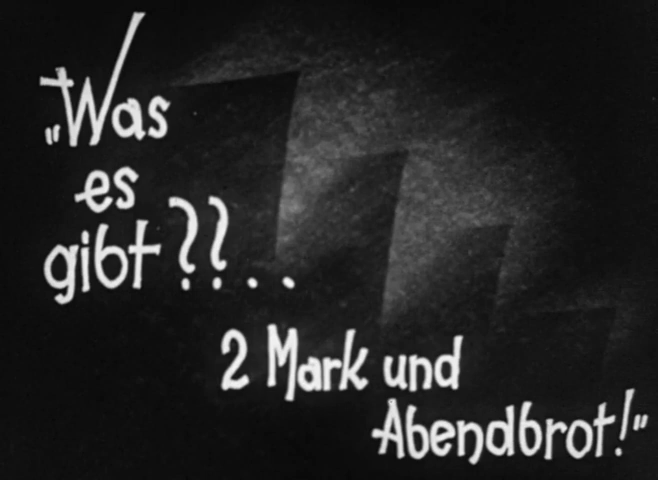 „Was
es
gibt??..
2 Mark und
Abendbrot!“